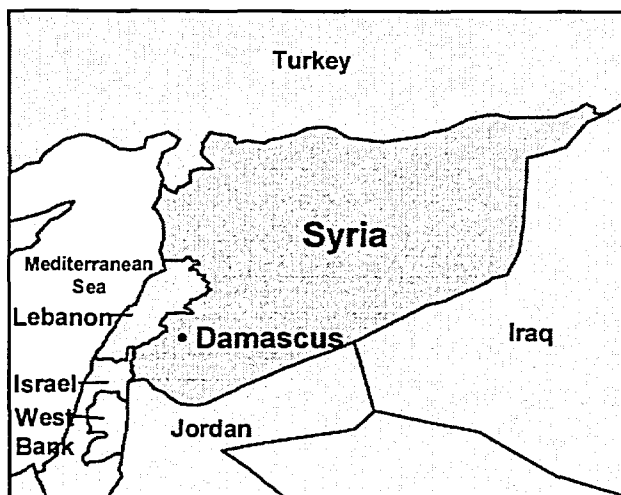 Turkey
Syria
Mediterranean
Sea
Lebanon
Damascus
Iraq
Israel
West
Bank
Jordan